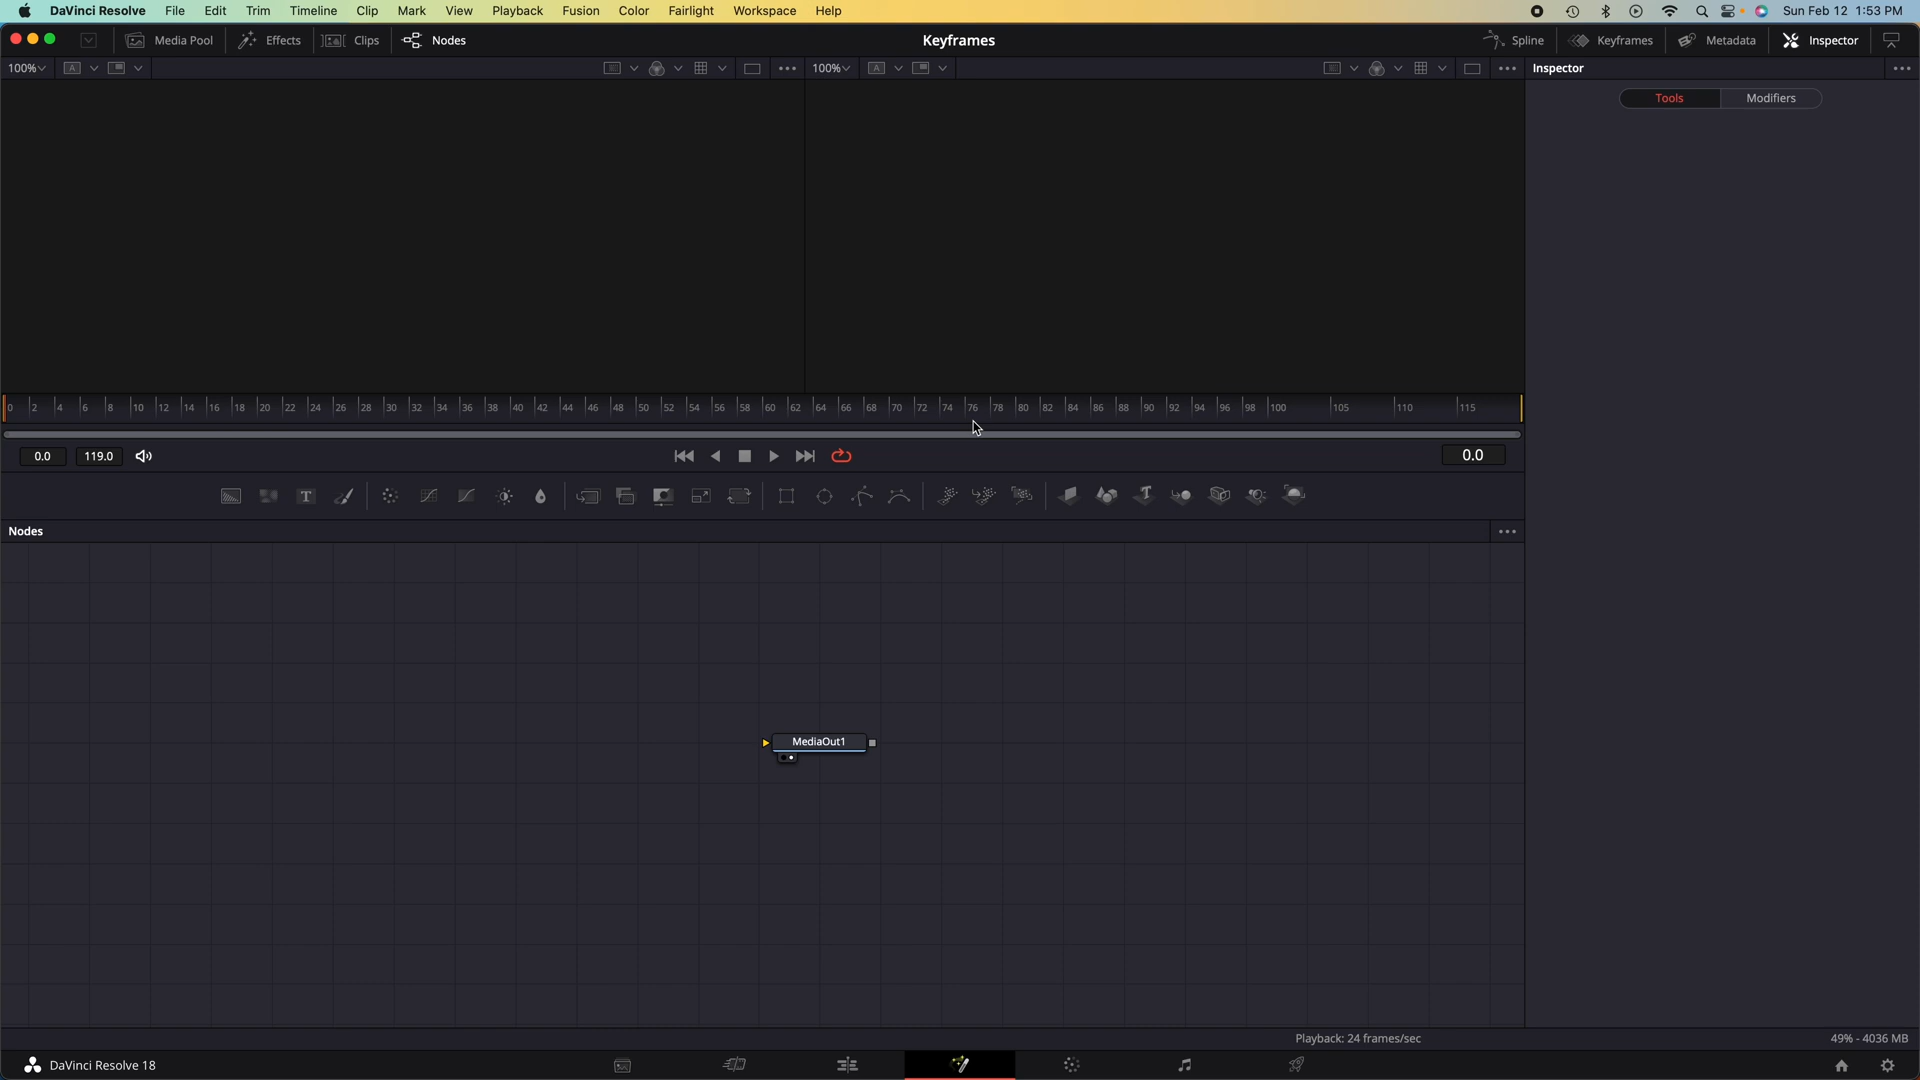 DaVinci Resolve File Edit Trim Timeline Clip Mark View Playback Fusion Color Fairlight Workspace Help Sun Feb 12 1:53 PM
Media Pool Effects Clips Nodes Keyframes Spline Keyframes Metadata Inspector
100% A 100% A Inspector
Tools Modifiers
0 2 4 6 8 10 12 14 16 18 20 22 24 26 28 30 32 34 36 38 40 42 44 46 48 50 52 54 56 58 60 62 64 66 68 70 72 74 76 78 80 82 84 86 88 90 92 94 96 98 100 105 110 115
0.0 119.0 0.0
T T
Nodes
MediaOut1
Playback: 24 frames/sec 49% - 4036 MB
DaVinci Resolve 18